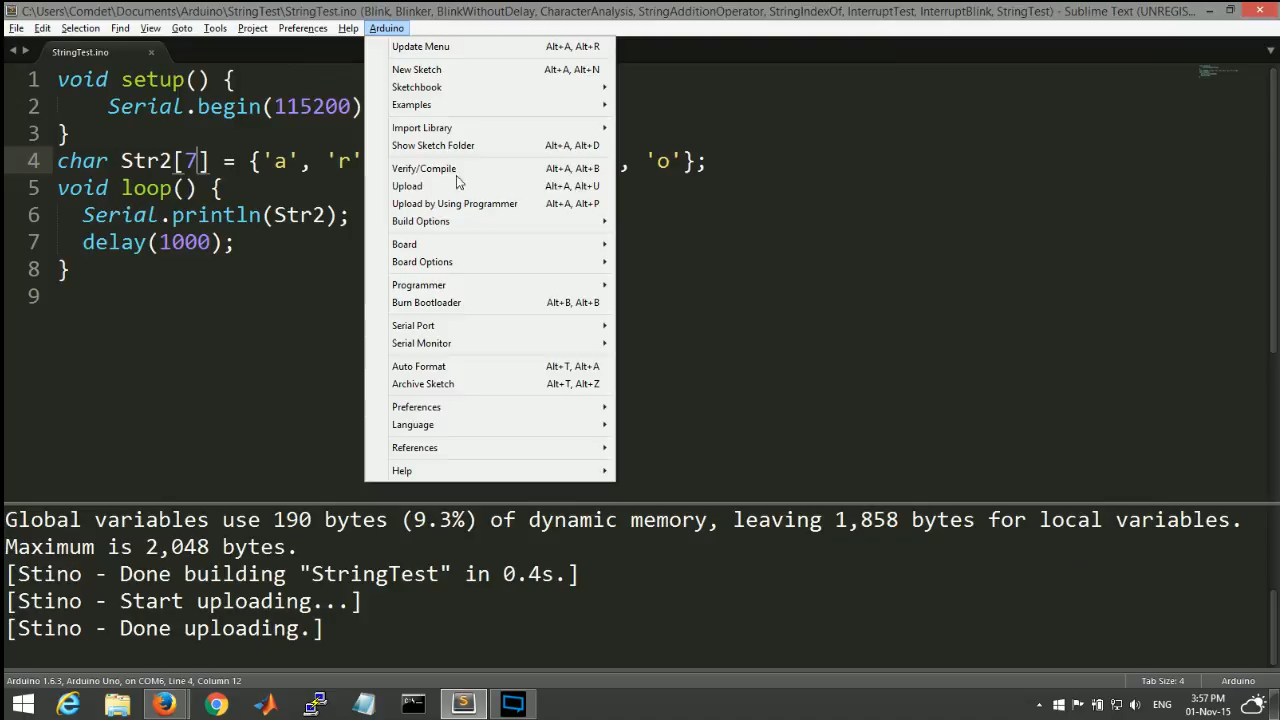 C:\Users\Comdet\Documents\Arduino\StringTest\StringTest.ino (Blink, Blinker, BlinkWithoutDelay, CharacterAnalysis, StringAdditionOperator, StringIndexOf, InterruptTest, InterruptBlink, StringTest) - Sublime Text (UNREGIS...
File Edit Selection Find View Goto Tools Project Preferences Help Arduino
StringTest.ino ×
1 void setup() {
2 Serial.begin(115200)
3 }
4 char Str2[7] = {'a', 'r' , 'o'};
5 void loop() {
6 Serial.println(Str2);
7 delay(1000);
8 }
9
Update Menu Alt+A, Alt+R
New Sketch Alt+A, Alt+N
Sketchbook
Examples
Import Library
Show Sketch Folder Alt+A, Alt+D
Verify/Compile Alt+A, Alt+B
Upload Alt+A, Alt+U
Upload by Using Programmer Alt+A, Alt+P
Build Options
Board
Board Options
Programmer
Burn Bootloader Alt+B, Alt+B
Serial Port
Serial Monitor
Auto Format Alt+T, Alt+A
Archive Sketch Alt+T, Alt+Z
Preferences
Language
References
Help
Global variables use 190 bytes (9.3%) of dynamic memory, leaving 1,858 bytes for local variables.
Maximum is 2,048 bytes.
[Stino - Done building "StringTest" in 0.4s.]
[Stino - Start uploading...]
[Stino - Done uploading.]
Arduino 1.6.3, Arduino Uno, on COM6, Line 4, Column 12 Tab Size: 4 Arduino
ENG 3:57 PM
01-Nov-15